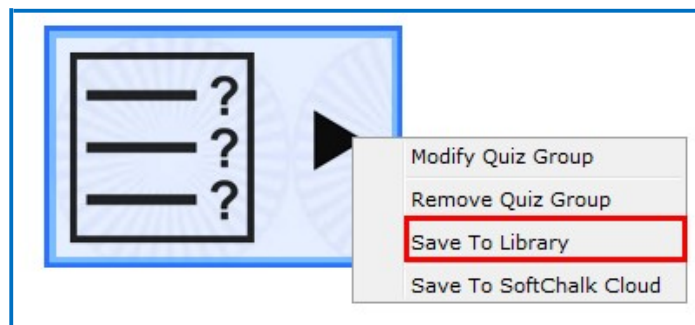 ?
?
?
Modify Quiz Group
Remove Quiz Group
Save To Library
Save To SoftChalk Cloud